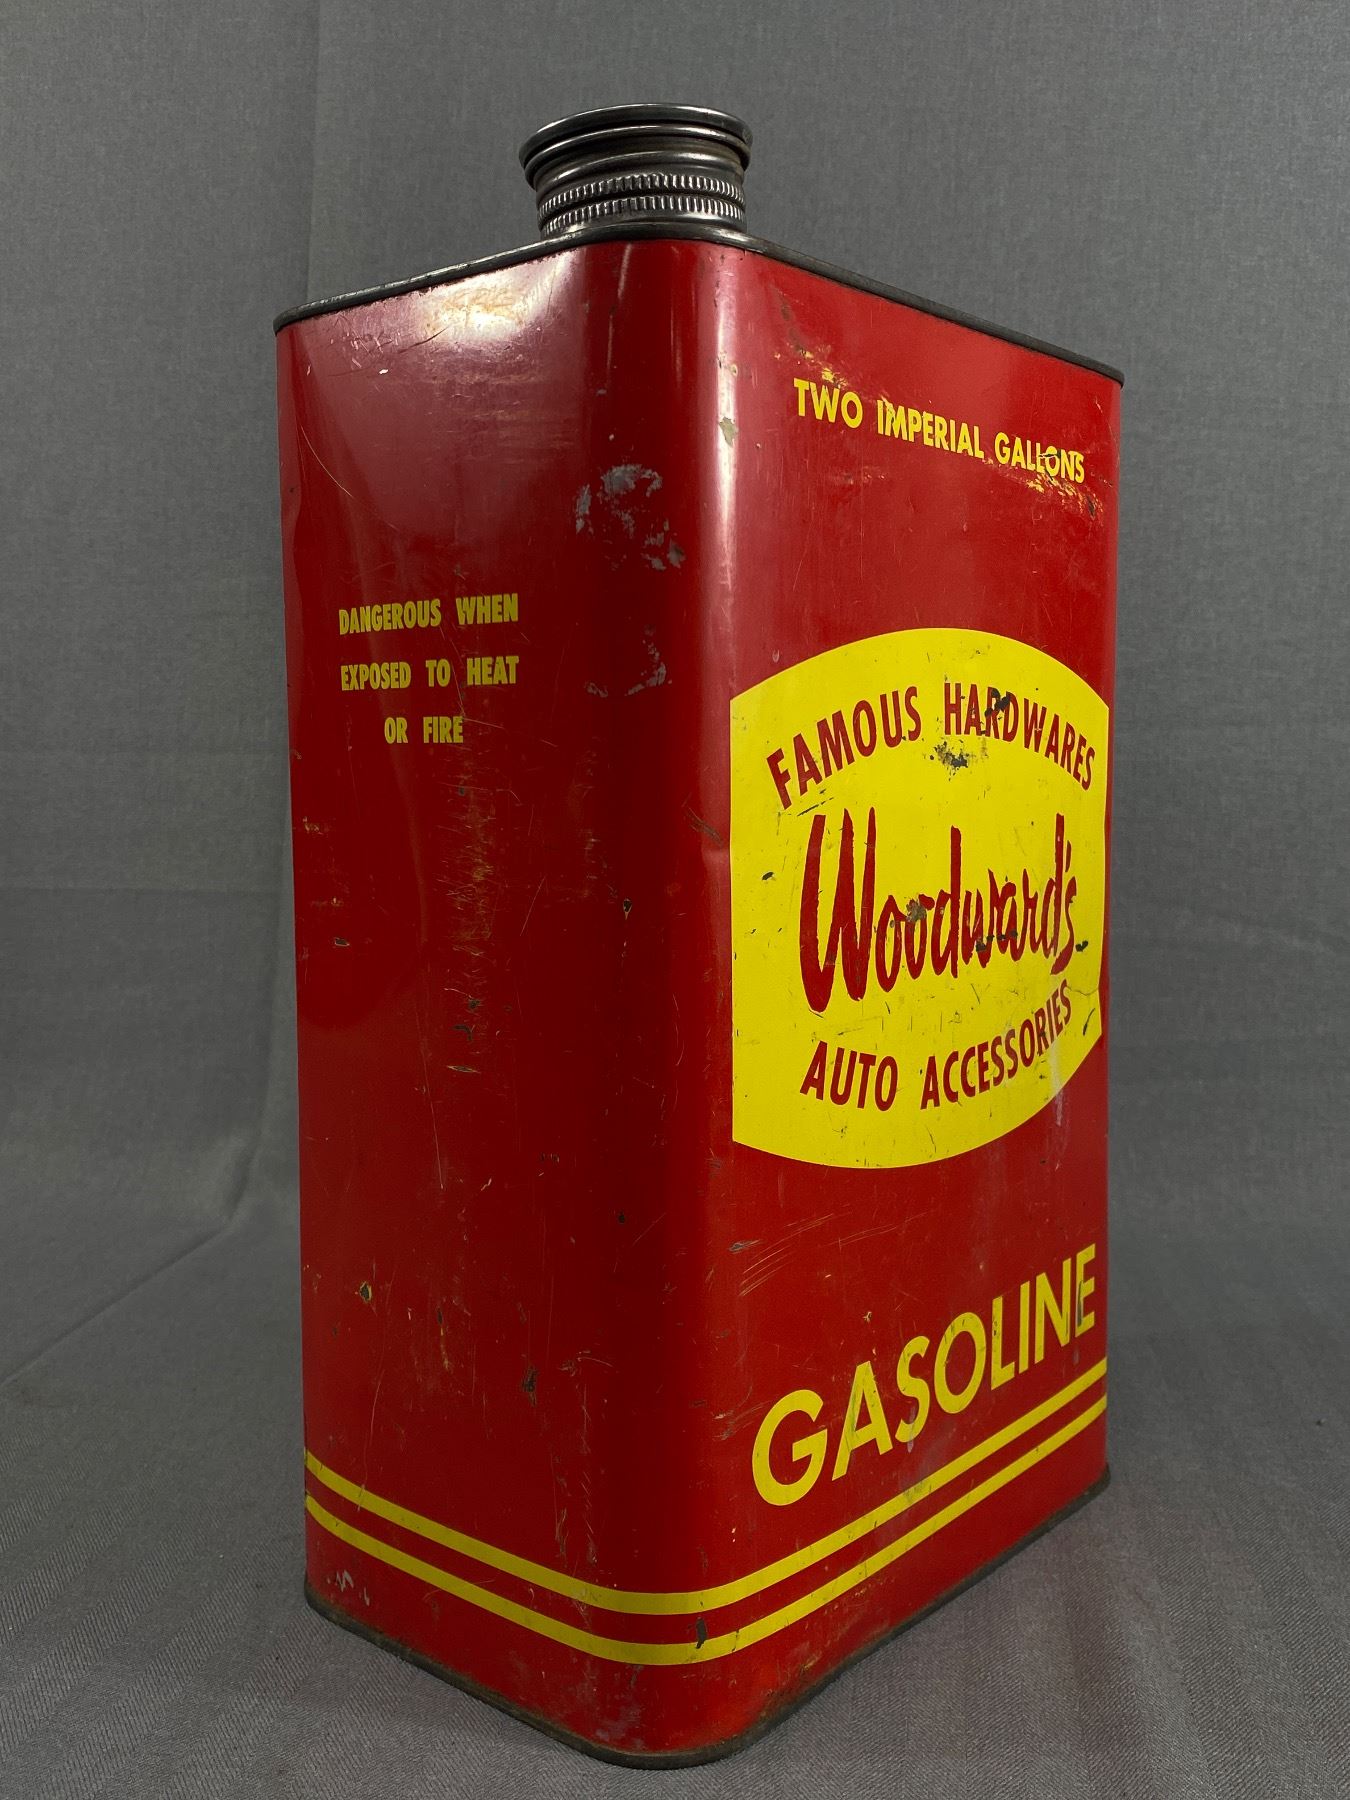 DANGEROUS WHEN
EXPOSED TO HEAT
OR FIRE
TWO IMPERIAL GALLONS
FAMOUS HARDWARES
Woodward's
AUTO ACCESSORIES
GASOLINE